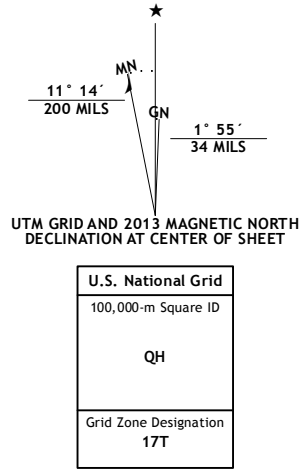 ★
MN
11° 14´
200 MILS
GN
1° 55´
34 MILS
UTM GRID AND 2013 MAGNETIC NORTH
DECLINATION AT CENTER OF SHEET
U.S. National Grid
100,000-m Square ID
QH
Grid Zone Designation
17T